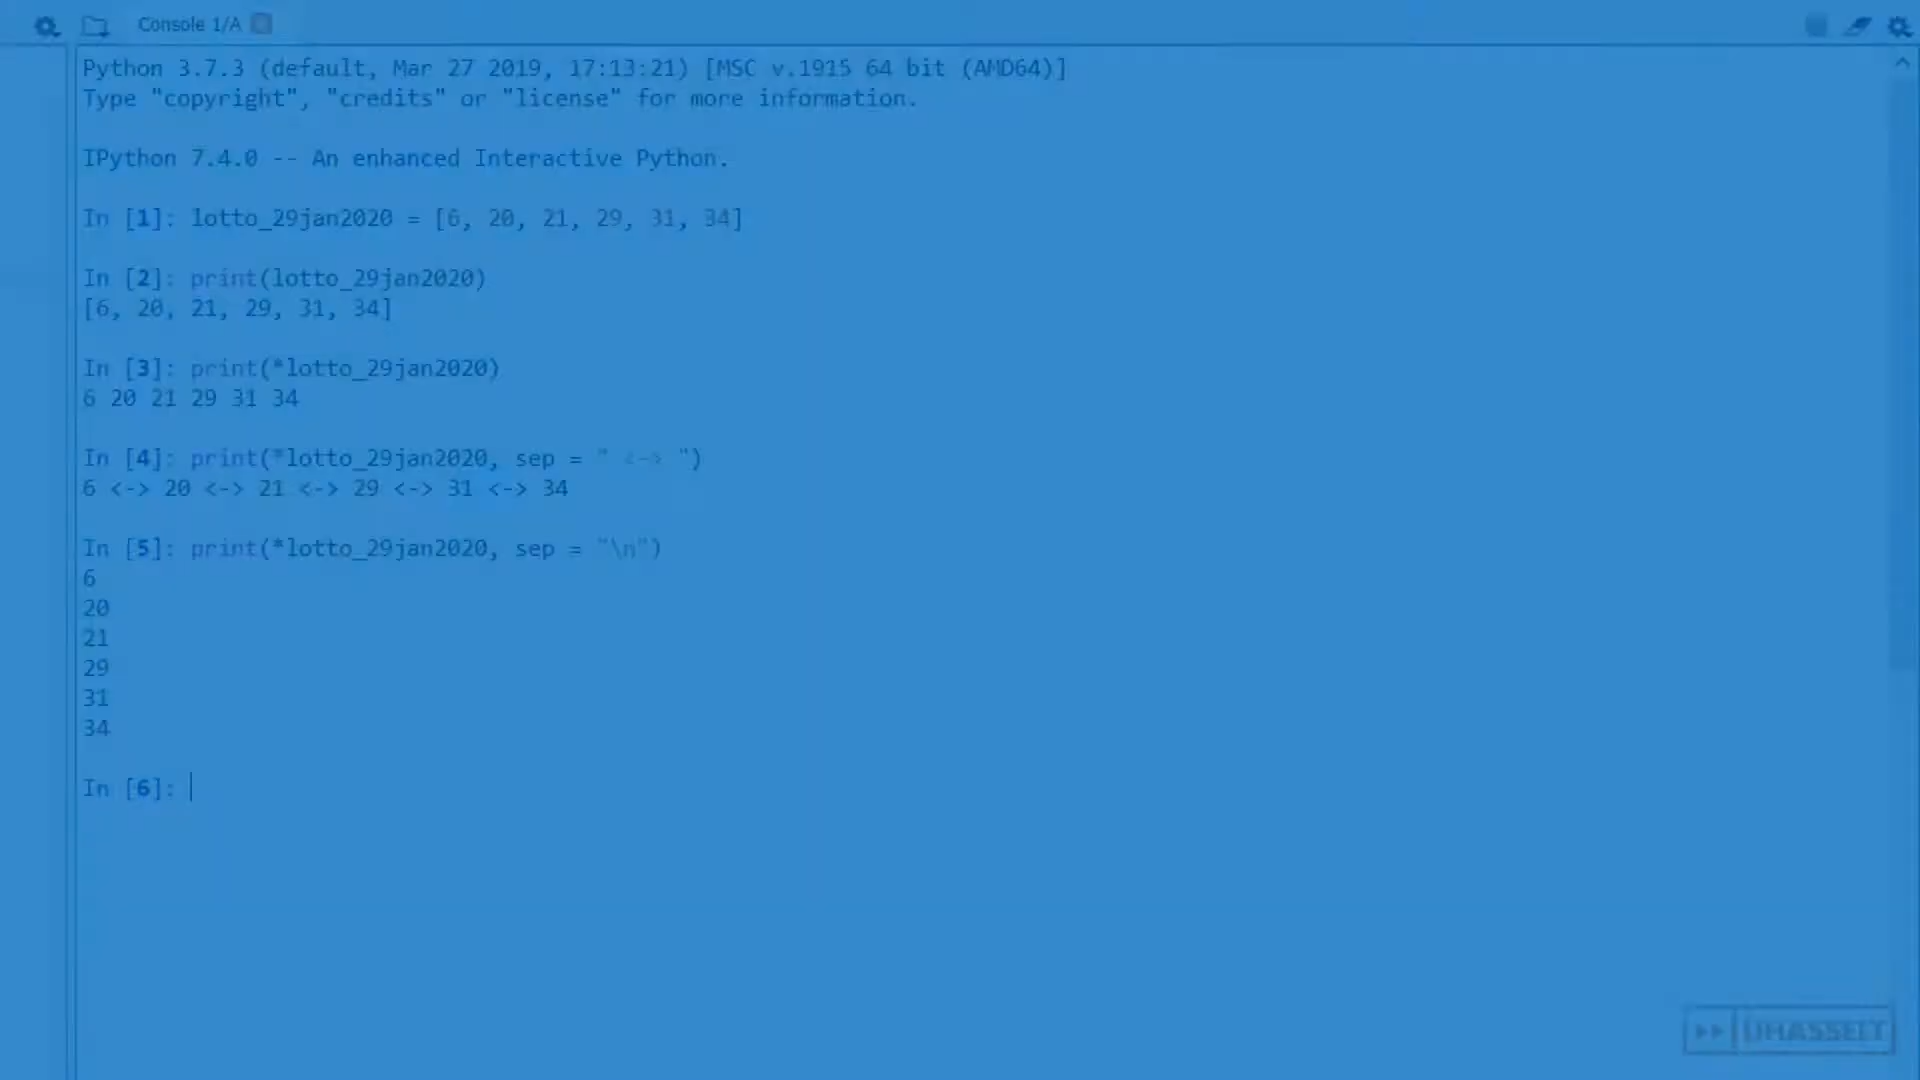 Console 1/A
Python 3.7.3 (default, Mar 27 2019, 17:13:21) [MSC v.1915 64 bit (AMD64)]
Type "copyright", "credits" or "license" for more information.
IPython 7.4.0 -- An enhanced Interactive Python.
In [1]: lotto_29jan2020 = [6, 20, 21, 29, 31, 34]
In [2]: print(lotto_29jan2020)
[6, 20, 21, 29, 31, 34]
In [3]: print(*lotto_29jan2020)
6 20 21 29 31 34
In [4]: print(*lotto_29jan2020, sep = " <-> ")
6 <-> 20 <-> 21 <-> 29 <-> 31 <-> 34
In [5]: print(*lotto_29jan2020, sep = "\n")
6
20
21
29
31
34
In [6]:
UHASSELT